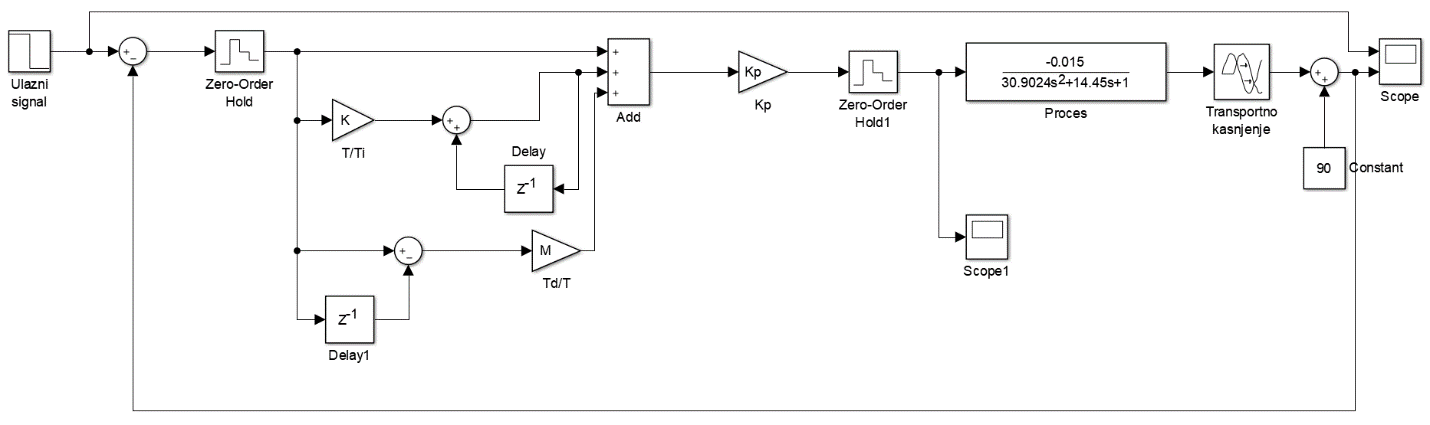 Ulazni
signal
+
−
Zero-Order
Hold
K
T/Ti
+
+
Delay
z-1
+
−
M
Td/T
z-1
Delay1
+
+
+
Add
Kp
Kp
Zero-Order
Hold1
-0.015
30.9024s2+14.45s+1
Proces
Transportno
kasnjenje
+
+
90
Constant
Scope
Scope1